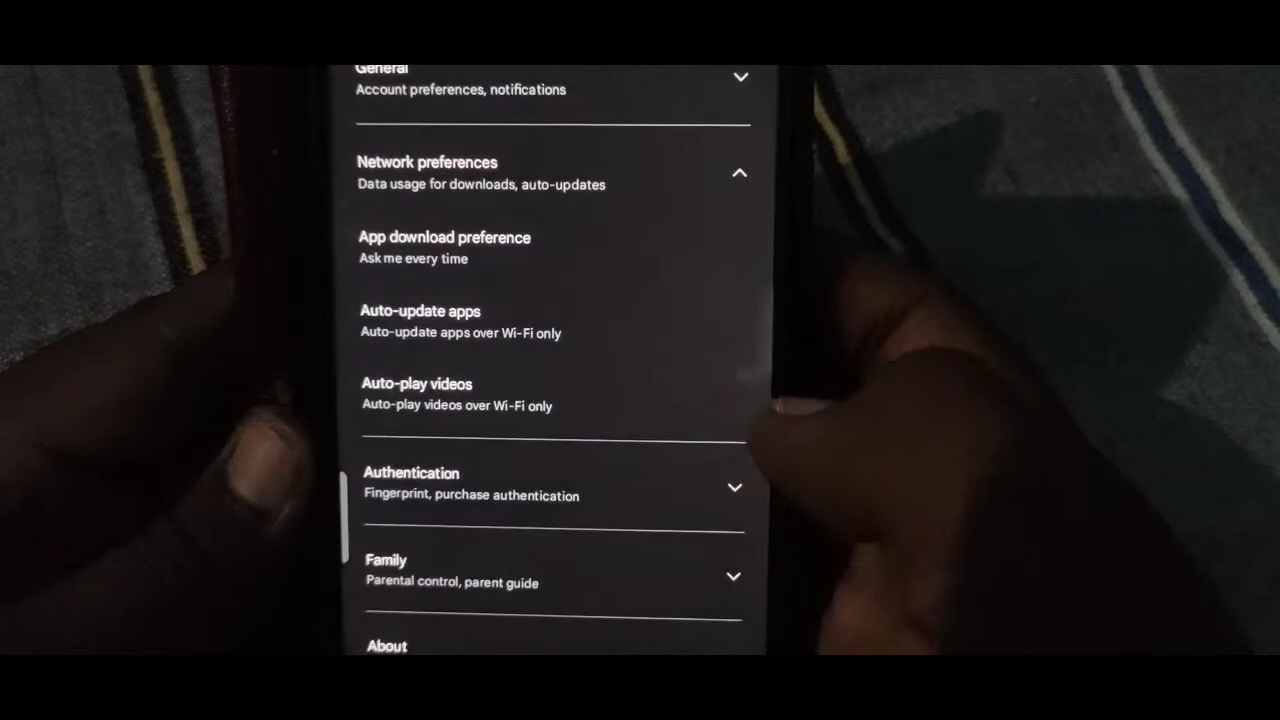 General
Account preferences, notifications
Network preferences
Data usage for downloads, auto-updates
App download preference
Ask me every time
Auto-update apps
Auto-update apps over Wi-Fi only
Auto-play videos
Auto-play videos over Wi-Fi only
Authentication
Fingerprint, purchase authentication
Family
Parental control, parent guide
About